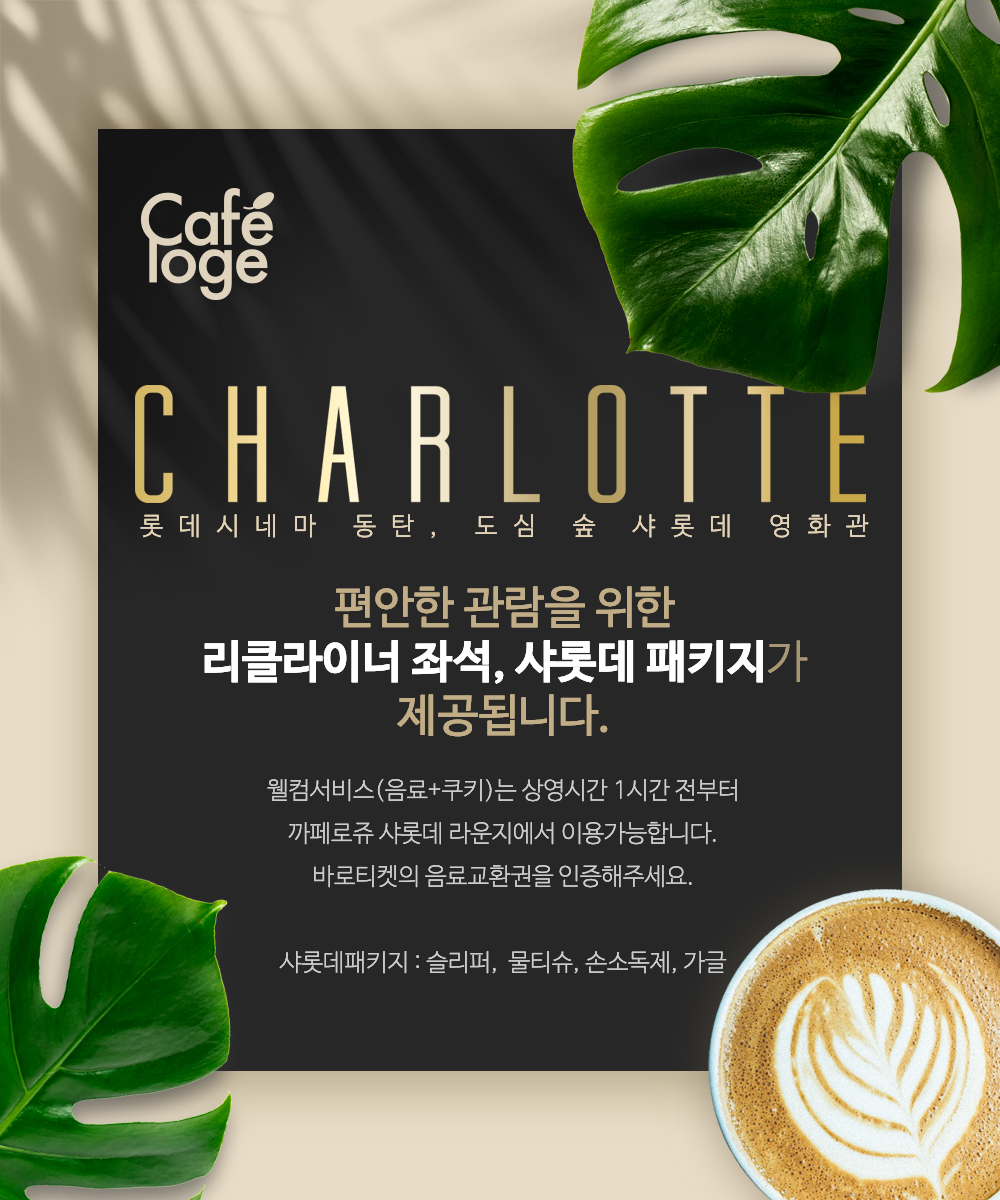 Café
loge
CHARLOTTE
롯데시네마 동탄, 도심 숲 샤롯데 영화관
편안한 관람을 위한
리클라이너 좌석, 샤롯데 패키지가
제공됩니다.
웰컴서비스(음료+쿠키)는 상영시간 1시간 전부터
까페로쥬 샤롯데 라운지에서 이용가능합니다.
바로티켓의 음료교환권을 인증해주세요.
샤롯데패키지 : 슬리퍼, 물티슈, 손소독제, 가글